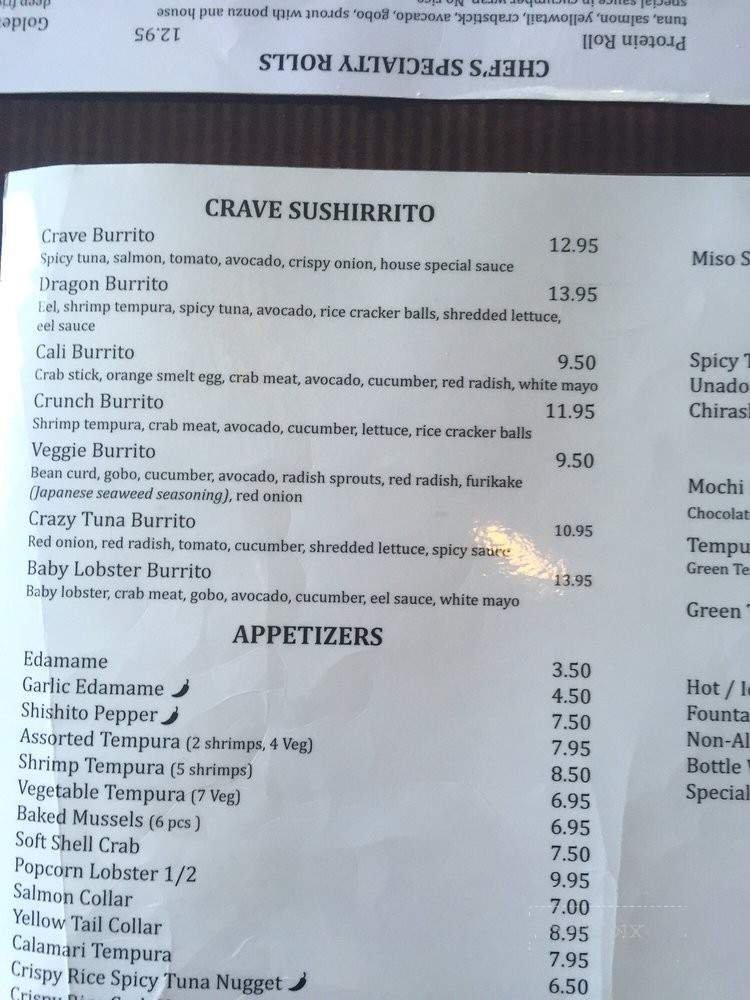 special sauce in cucumber wrap. No rice
tuna, salmon, yellowtail, crabstick, avocado, gobo, sprout with ponzu and house
Protein Roll 12.95
CHEF'S SPECIALTY ROLLS
CRAVE SUSHIRRITO
Crave Burrito 12.95
Spicy tuna, salmon, tomato, avocado, crispy onion, house special sauce
Dragon Burrito 13.95
Eel, shrimp tempura, spicy tuna, avocado, rice cracker balls, shredded lettuce,
eel sauce
Cali Burrito 9.50
Crab stick, orange smelt egg, crab meat, avocado, cucumber, red radish, white mayo
Crunch Burrito 11.95
Shrimp tempura, crab meat, avocado, cucumber, lettuce, rice cracker balls
Veggie Burrito 9.50
Bean curd, gobo, cucumber, avocado, radish sprouts, red radish, furikake
(Japanese seaweed seasoning), red onion
Crazy Tuna Burrito 10.95
Red onion, red radish, tomato, cucumber, shredded lettuce, spicy sauce
Baby Lobster Burrito 13.95
Baby lobster, crab meat, gobo, avocado, cucumber, eel sauce, white mayo
APPETIZERS
Edamame 3.50
Garlic Edamame 4.50
Shishito Pepper 7.50
Assorted Tempura (2 shrimps, 4 Veg) 7.95
Shrimp Tempura (5 shrimps) 8.50
Vegetable Tempura (7 Veg) 6.95
Baked Mussels (6 pcs ) 6.95
Soft Shell Crab 7.50
Popcorn Lobster 1/2 9.95
Salmon Collar 7.00
Yellow Tail Collar 8.95
Calamari Tempura 7.95
Crispy Rice Spicy Tuna Nugget 6.50
Miso S
Spicy T
Unado
Chiras
Mochi
Chocolat
Tempu
Green Te
Green T
Hot / I
Founta
Non-Al
Bottle
Special